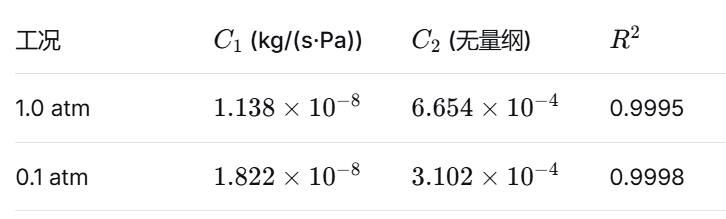 工况 C₁ (kg/(s·Pa)) C₂ (无量纲) R²
1.0 atm 1.138 × 10⁻⁸ 6.654 × 10⁻⁴ 0.9995
0.1 atm 1.822 × 10⁻⁸ 3.102 × 10⁻⁴ 0.9998